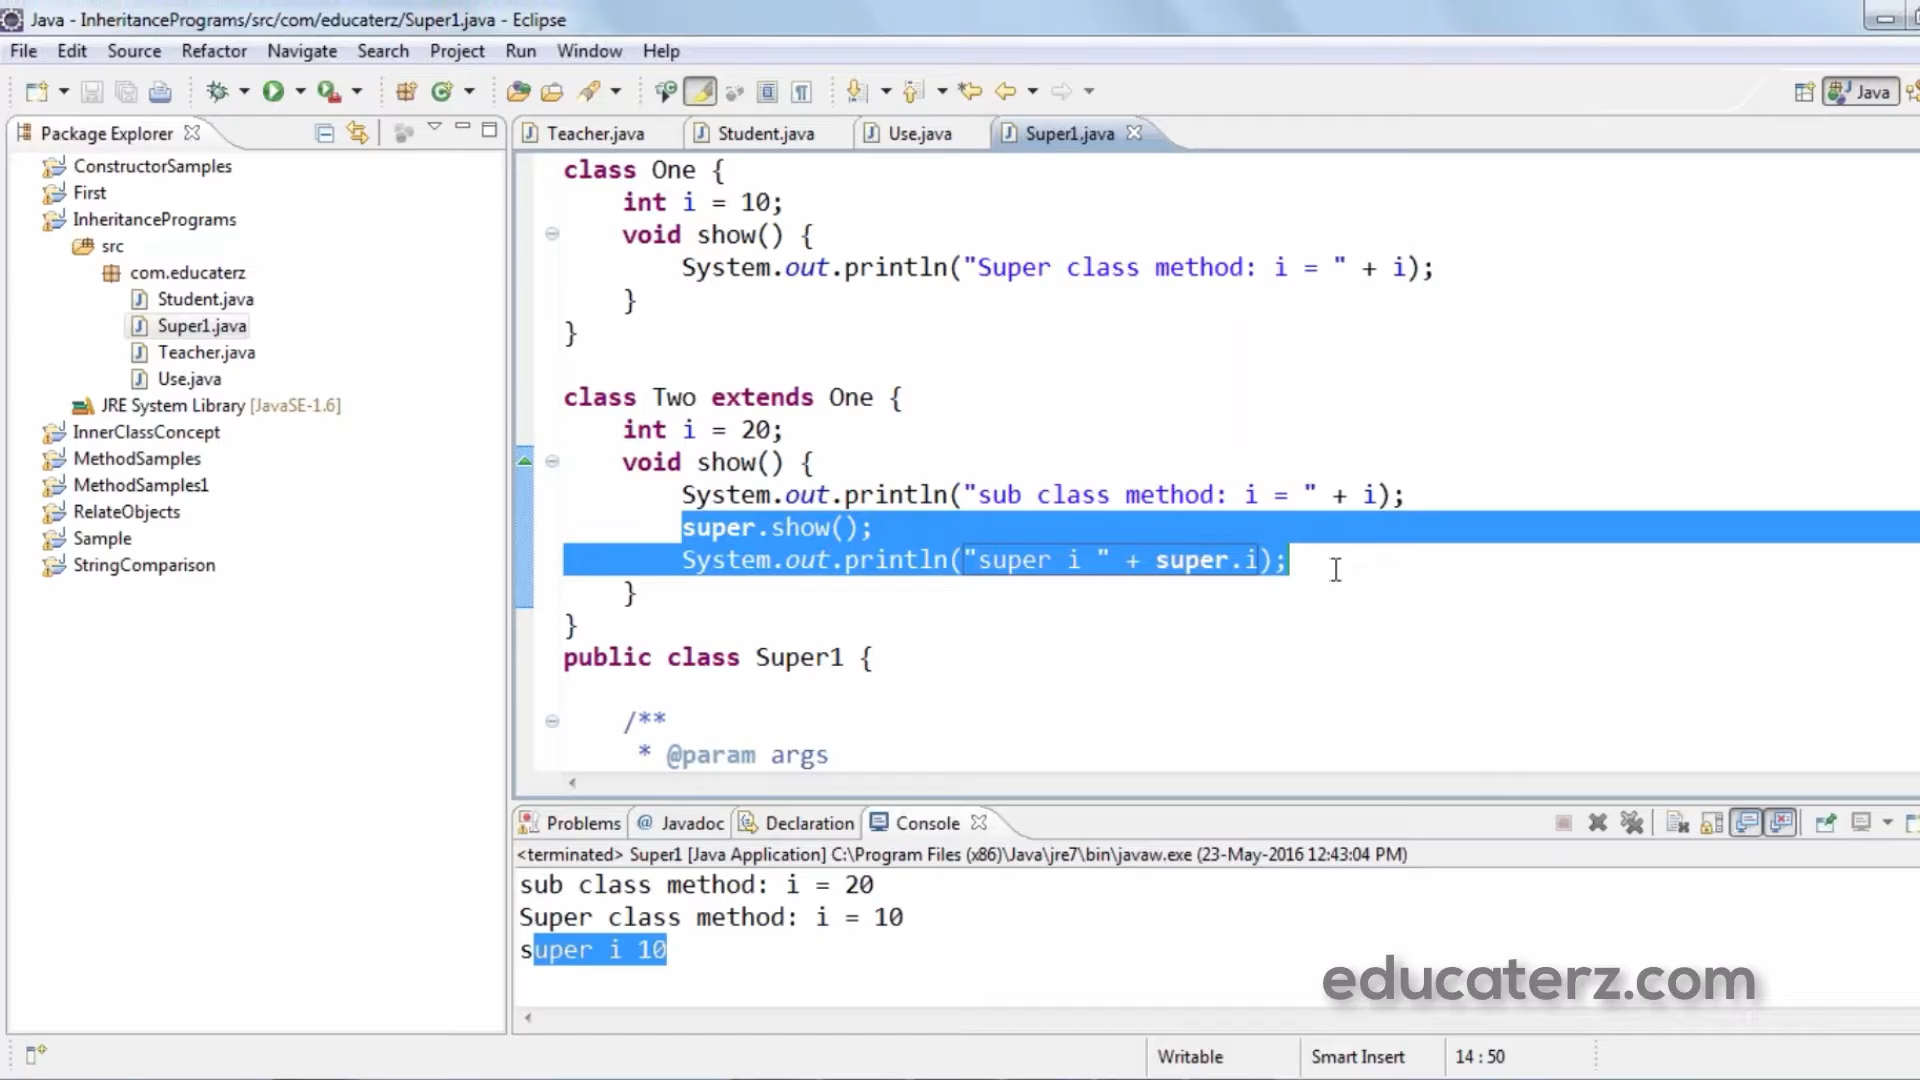 Java - InheritancePrograms/src/com/educaterz/Super1.java - Eclipse
File Edit Source Refactor Navigate Search Project Run Window Help
Java
Package Explorer
ConstructorSamples
First
InheritancePrograms
src
com.educaterz
Student.java
Super1.java
Teacher.java
Use.java
JRE System Library [JavaSE-1.6]
InnerClassConcept
MethodSamples
MethodSamples1
RelateObjects
Sample
StringComparison
Teacher.java Student.java Use.java Super1.java
class One {
int i = 10;
void show() {
System.out.println("Super class method: i = " + i);
}
}
class Two extends One {
int i = 20;
void show() {
System.out.println("sub class method: i = " + i);
super.show();
System.out.println("super i " + super.i);
}
}
public class Super1 {
/**
* @param args
Problems @ Javadoc Declaration Console
<terminated> Super1 [Java Application] C:\Program Files (x86)\Java\jre7\bin\javaw.exe (23-May-2016 12:43:04 PM)
sub class method: i = 20
Super class method: i = 10
super i 10
educaterz.com
Writable Smart Insert 14 : 50